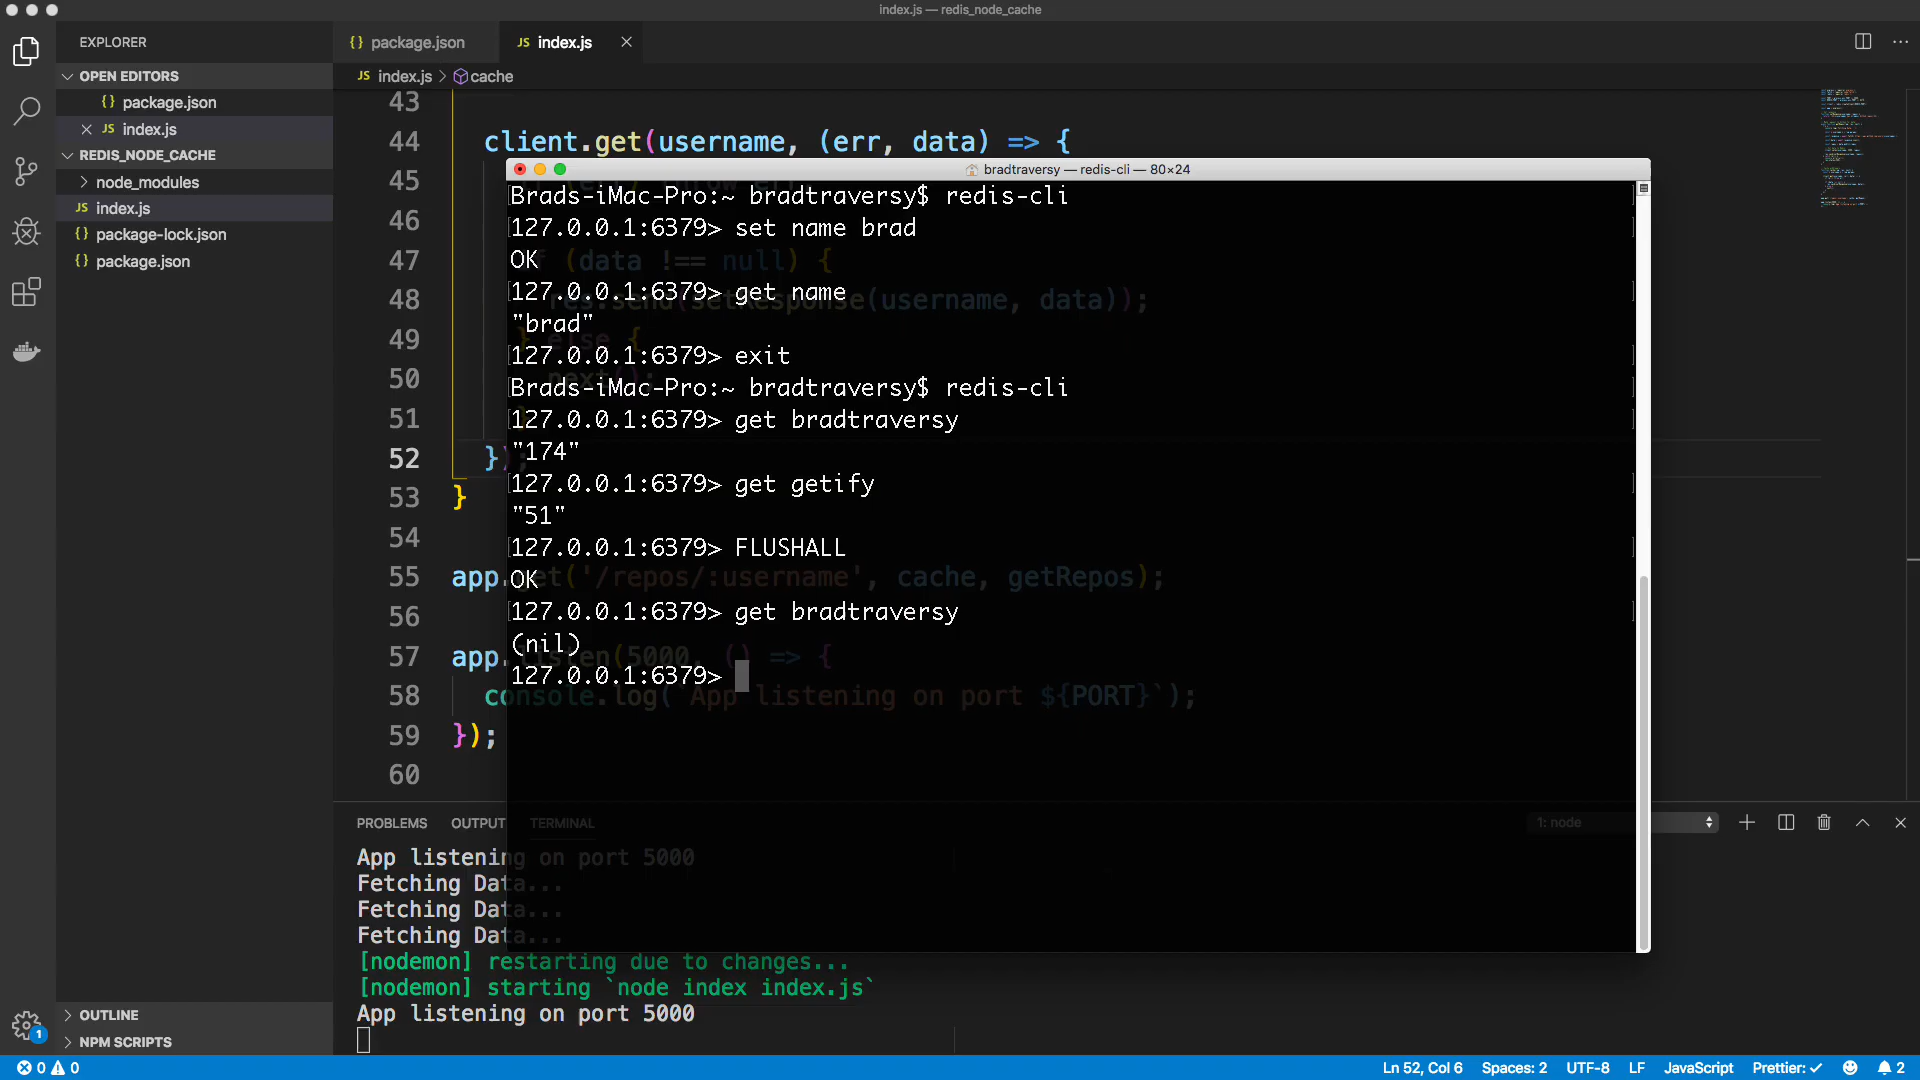 index.js — redis_node_cache
EXPLORER
OPEN EDITORS
{} package.json
JS index.js
REDIS_NODE_CACHE
node_modules
JS index.js
{} package-lock.json
{} package.json
OUTLINE
NPM SCRIPTS
1
{} package.json
JS index.js
JS index.js > cache
43
44 client.get(username, (err, data) => {
45
46
47 (data !== null) {
48 res.send(setResponse(username, data));
49 } else {
50 next();
51
52 });
53 }
54
55 app.get('/repos/:username', cache, getRepos);
56
57 app.listen(5000, () => {
58 console.log(`App listening on port ${PORT}`);
59 });
60
bradtraversy — redis-cli — 80×24
Brads-iMac-Pro:~ bradtraversy$ redis-cli
127.0.0.1:6379> set name brad
OK
127.0.0.1:6379> get name
"brad"
127.0.0.1:6379> exit
Brads-iMac-Pro:~ bradtraversy$ redis-cli
127.0.0.1:6379> get bradtraversy
"174"
127.0.0.1:6379> get getify
"51"
127.0.0.1:6379> FLUSHALL
OK
127.0.0.1:6379> get bradtraversy
(nil)
127.0.0.1:6379>
PROBLEMS OUTPUT TERMINAL
1: node
App listening on port 5000
Fetching Data...
Fetching Data...
Fetching Data...
[nodemon] restarting due to changes...
[nodemon] starting `node index index.js`
App listening on port 5000
0 0
Ln 52, Col 6 Spaces: 2 UTF-8 LF JavaScript Prettier: ✓ 2